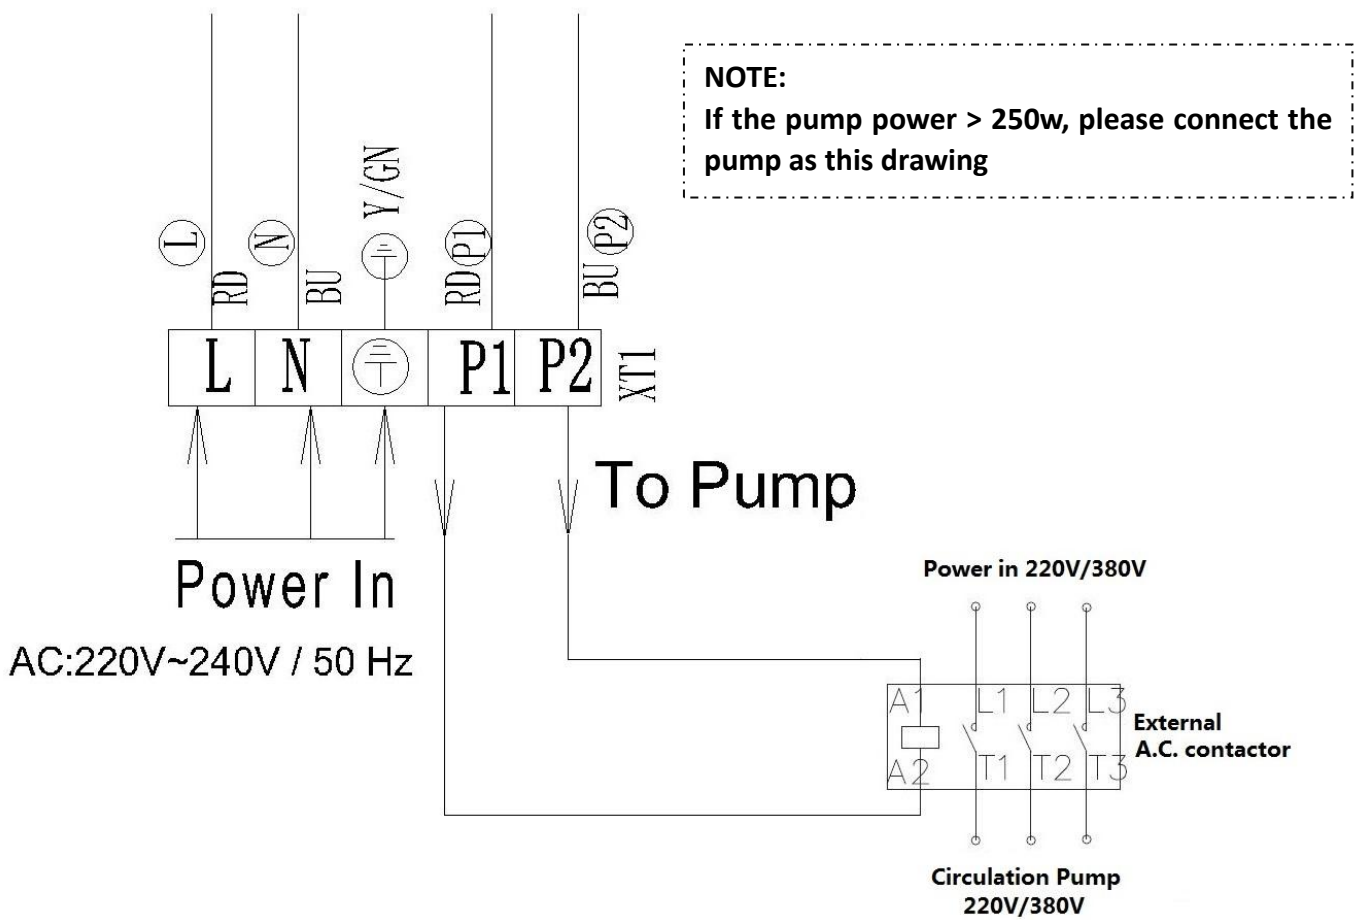 NOTE:
If the pump power > 250w, please connect the
pump as this drawing
L
RD
N
BU
Y/GN
RD
P1
BU
P2
L
N
P1
P2
XT1
To Pump
Power In
AC:220V~240V / 50 Hz
Power in 220V/380V
A1
L1
L2
L3
A2
T1
T2
T3
External
A.C. contactor
Circulation Pump
220V/380V